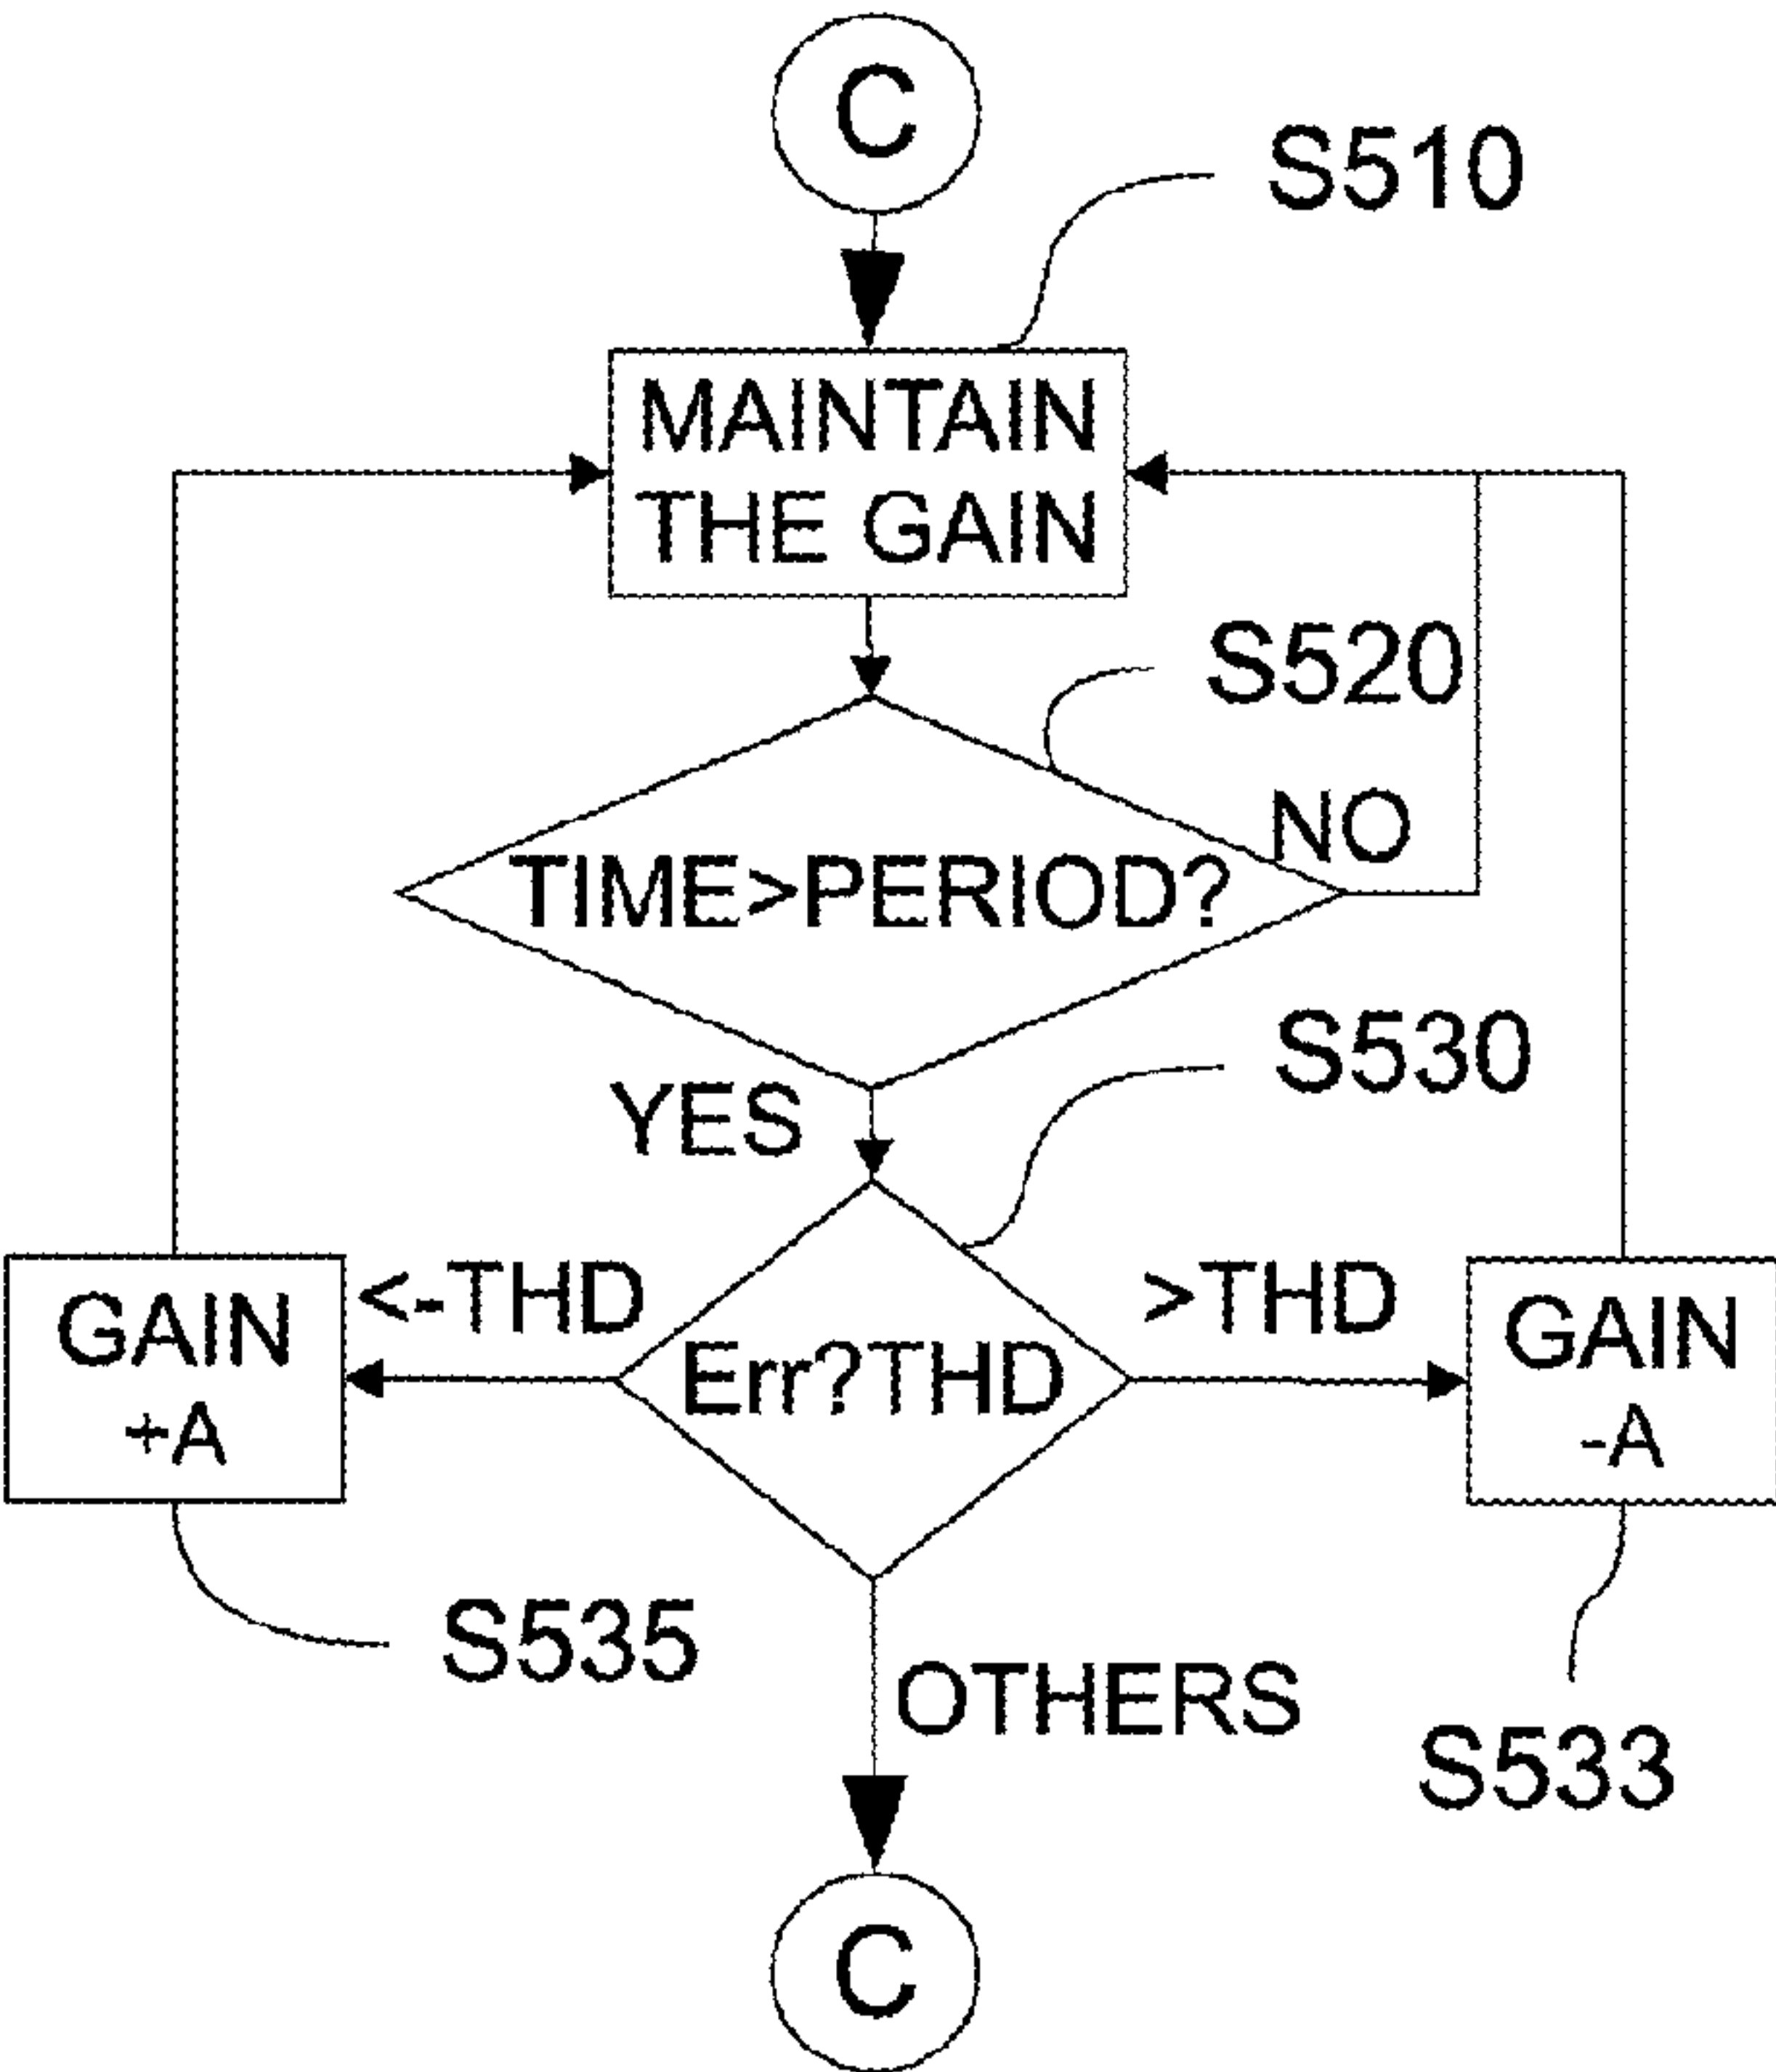 C
S510
MAINTAIN
THE GAIN
S520
NO
TIME>PERIOD?
S530
YES
<-THD
>THD
GAIN
+A
Err?THD
GAIN
-A
S535
OTHERS
S533
C